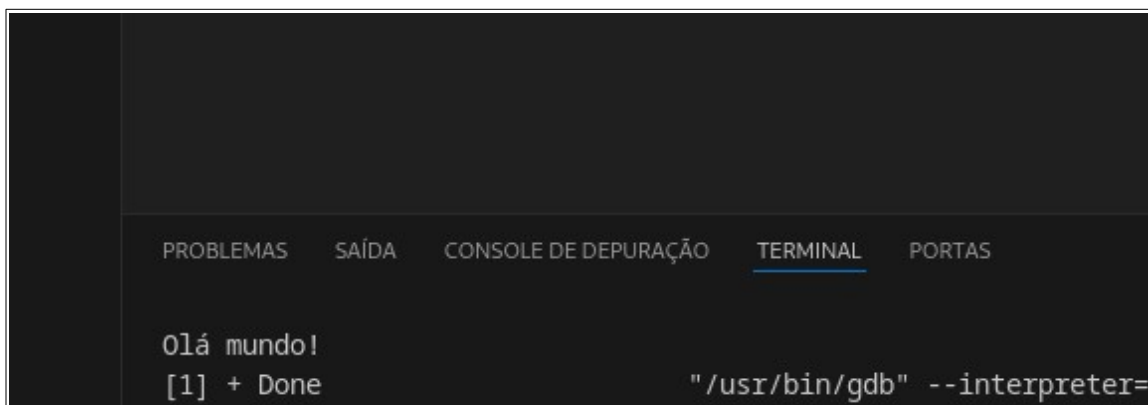 PROBLEMAS SAÍDA CONSOLE DE DEPURAÇÃO TERMINAL PORTAS
Olá mundo!
[1] + Done "/usr/bin/gdb" --interpreter=